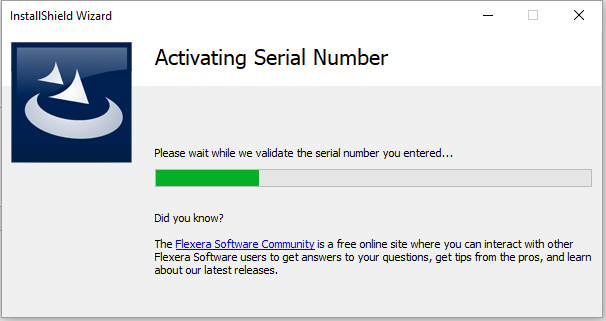 InstallShield Wizard
Activating Serial Number
Please wait while we validate the serial number you entered...
Did you know?
The Flexera Software Community is a free online site where you can interact with other
Flexera Software users to get answers to your questions, get tips from the pros, and learn
about our latest releases.